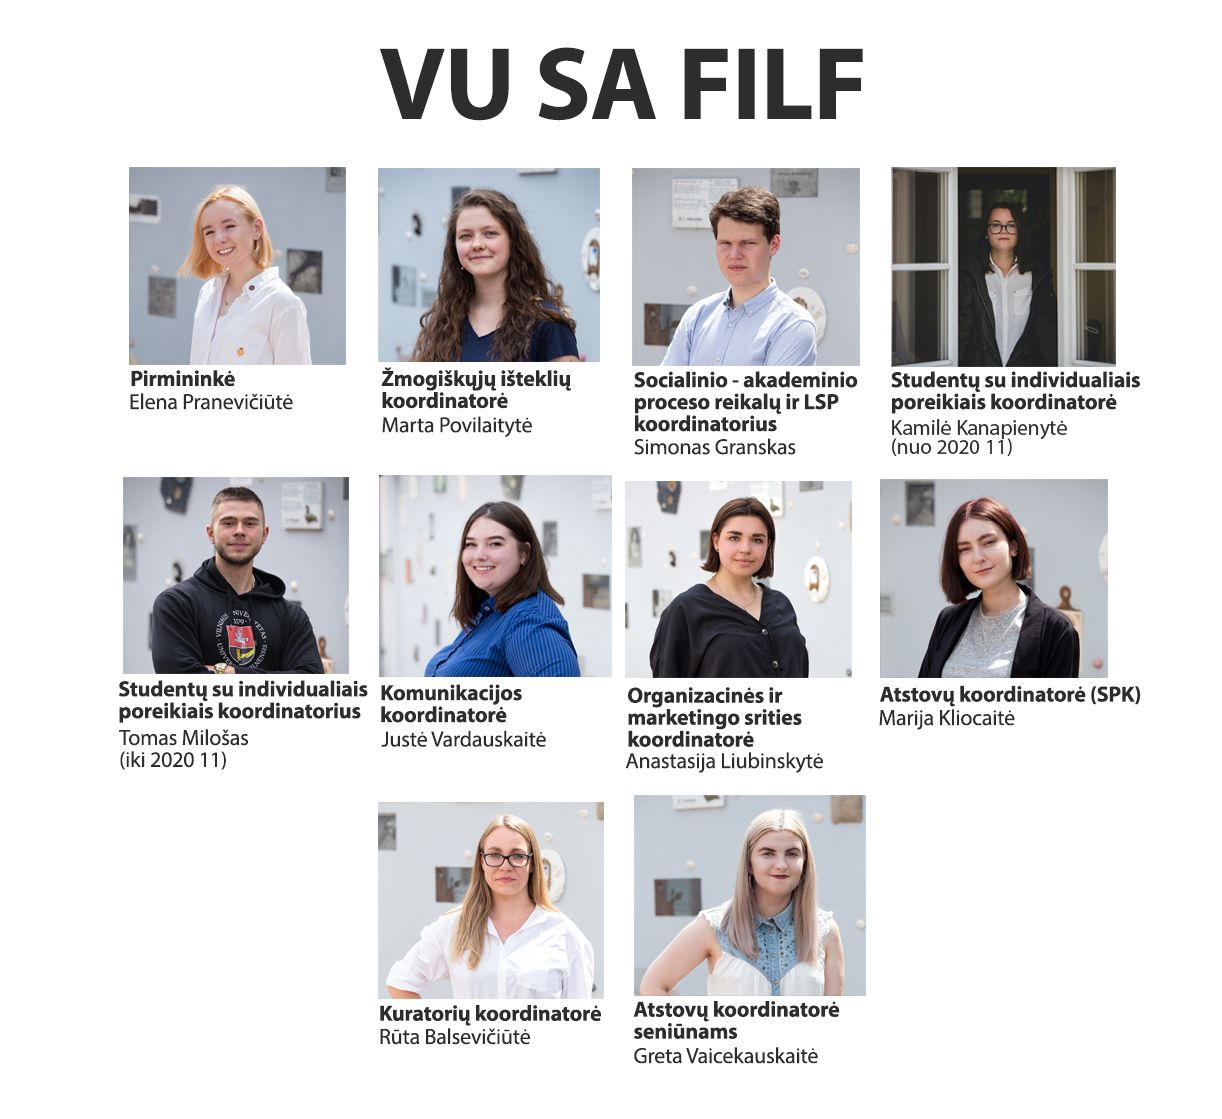 VU SA FILF
Pirmininkė
Elena Pranevičiūtė
Žmogiškųjų išteklių
koordinatorė
Marta Povilaitytė
Socialinio - akademinio
proceso reikalų ir LSP
koordinatorius
Simonas Granskas
Studentų su individualiais
poreikiais koordinatorė
Kamilė Kanapienytė
(nuo 2020 11)
Studentų su individualiais
poreikiais koordinatorius
Tomas Milošas
(iki 2020 11)
Komunikacijos
koordinatorė
Justė Vardauskaitė
Organizacinės ir
marketingo srities
koordinatorė
Anastasija Liubinskytė
Atstovų koordinatorė (SPK)
Marija Kliocaitė
Kuratorių koordinatorė
Rūta Balsevičiūtė
Atstovų koordinatorė
seniūnams
Greta Vaicekauskaitė